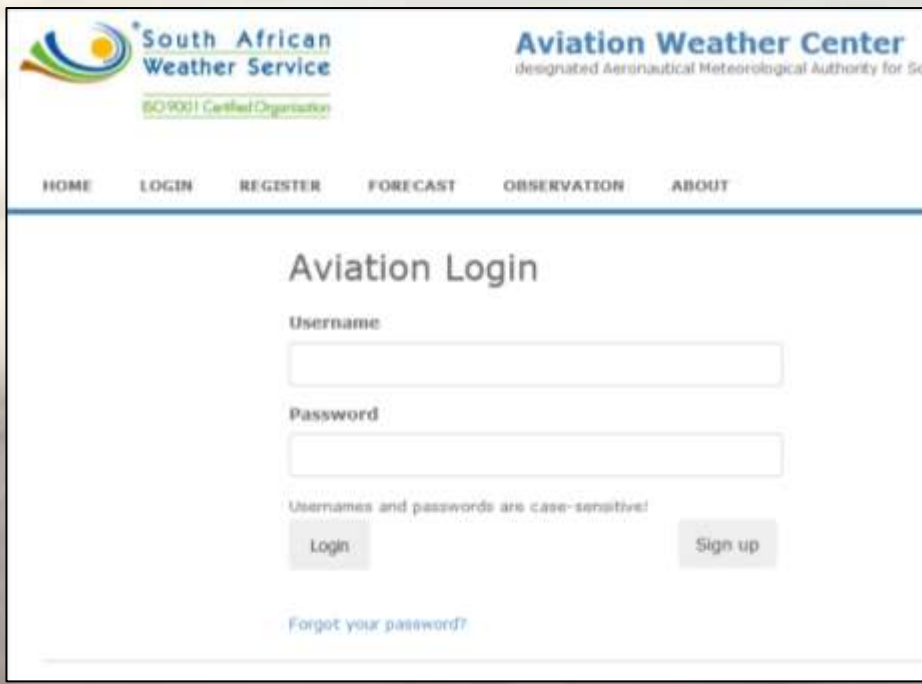 South African
Weather Service
ISO 9001 Certified Organisation
Aviation Weather Center
designated Aeronautical Meteorological Authority for
HOME LOGIN REGISTER FORECAST OBSERVATION ABOUT
Aviation Login
Username
Password
Usernames and passwords are case-sensitive!
Login Sign up
Forgot your password?